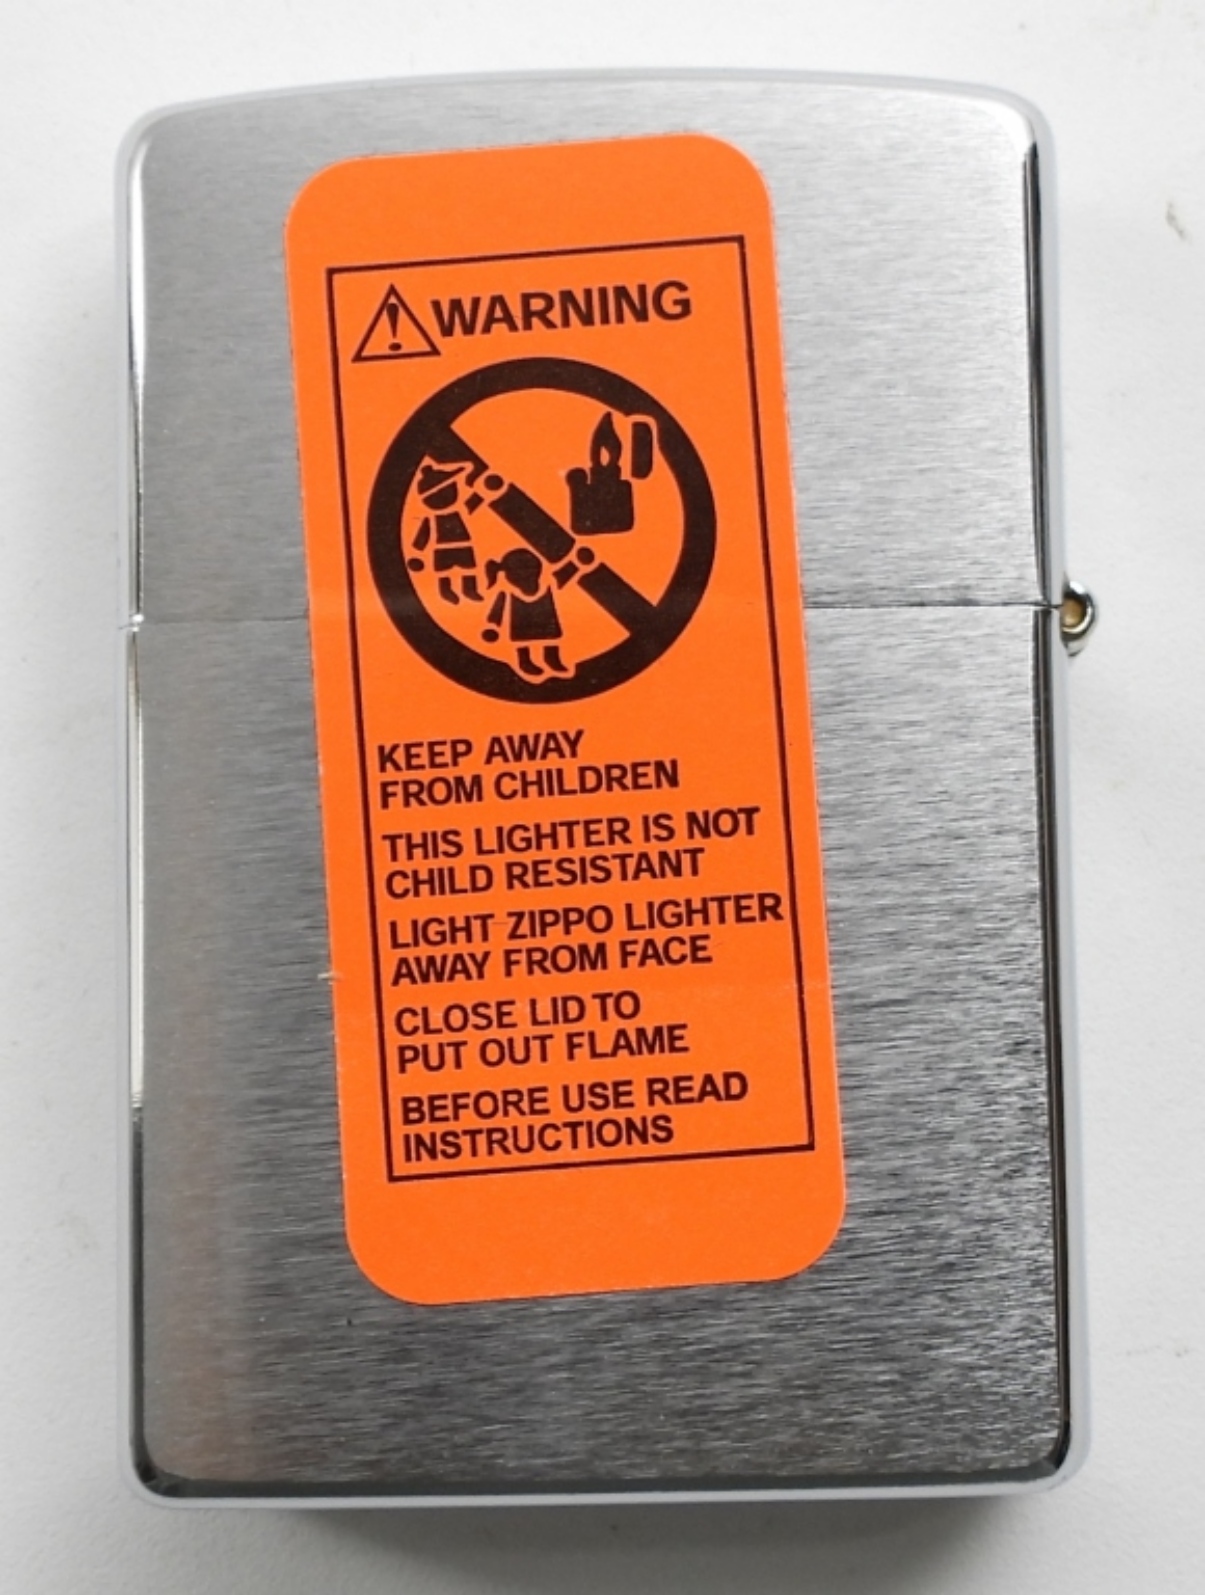 WARNING
KEEP AWAY
FROM CHILDREN
THIS LIGHTER IS NOT
CHILD RESISTANT
LIGHT ZIPPO LIGHTER
AWAY FROM FACE
CLOSE LID TO
PUT OUT FLAME
BEFORE USE READ
INSTRUCTIONS